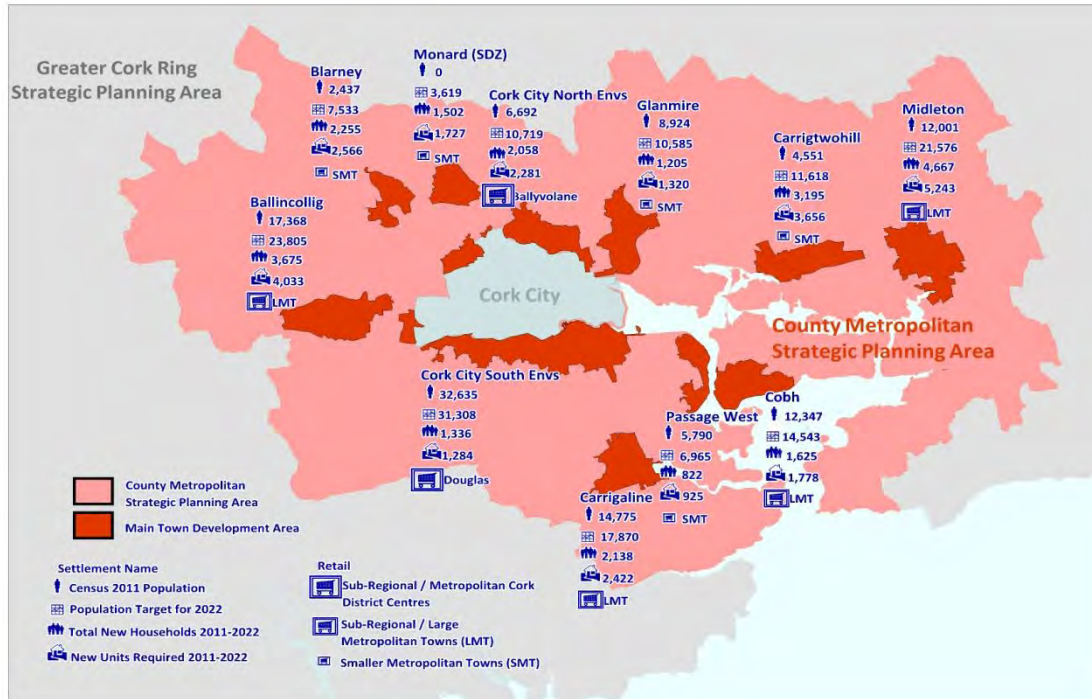 Greater Cork Ring
Strategic Planning Area
Blarney
2,437
7,533
2,255
2,566
SMT
Monard (SDZ)
0
3,619
1,502
1,727
SMT
Cork City North Envs
6,692
10,719
2,058
2,281
Ballyvolane
Glanmire
8,924
10,585
1,205
1,320
SMT
Carrigtwohill
4,551
11,618
3,195
3,656
SMT
Midleton
12,001
21,576
4,667
5,243
LMT
Ballincollig
17,368
23,805
3,675
4,033
LMT
Cork City
County Metropolitan
Strategic Planning Area
Cork City South Envs
32,635
31,308
1,336
1,284
Douglas
Passage West
5,790
6,965
822
925
SMT
Cobh
12,347
14,543
1,625
1,778
LMT
Carrigaline
14,775
17,870
2,138
2,422
LMT
County Metropolitan
Strategic Planning Area
Main Town Development Area
Settlement Name
Census 2011 Population
Population Target for 2022
Total New Households 2011-2022
New Units Required 2011-2022
Retail
Sub-Regional / Metropolitan Cork
District Centres
Sub-Regional / Large
Metropolitan Towns (LMT)
Smaller Metropolitan Towns (SMT)